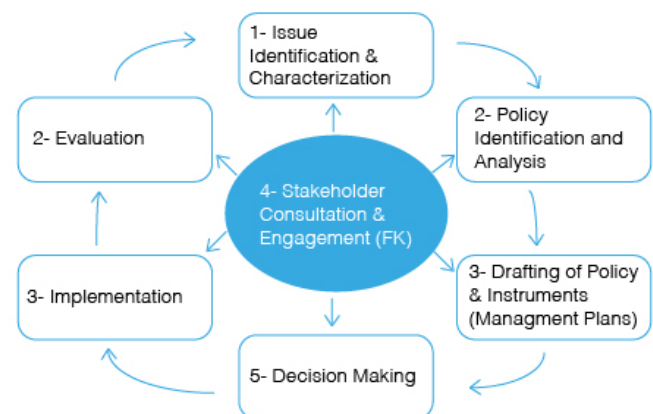 1- Issue
Identification &
Characterization
2- Evaluation
2- Policy
Identification and
Analysis
4- Stakeholder
Consultation &
Engagement (FK)
3- Implementation
3- Drafting of Policy
& Instruments
(Managment Plans)
5- Decision Making